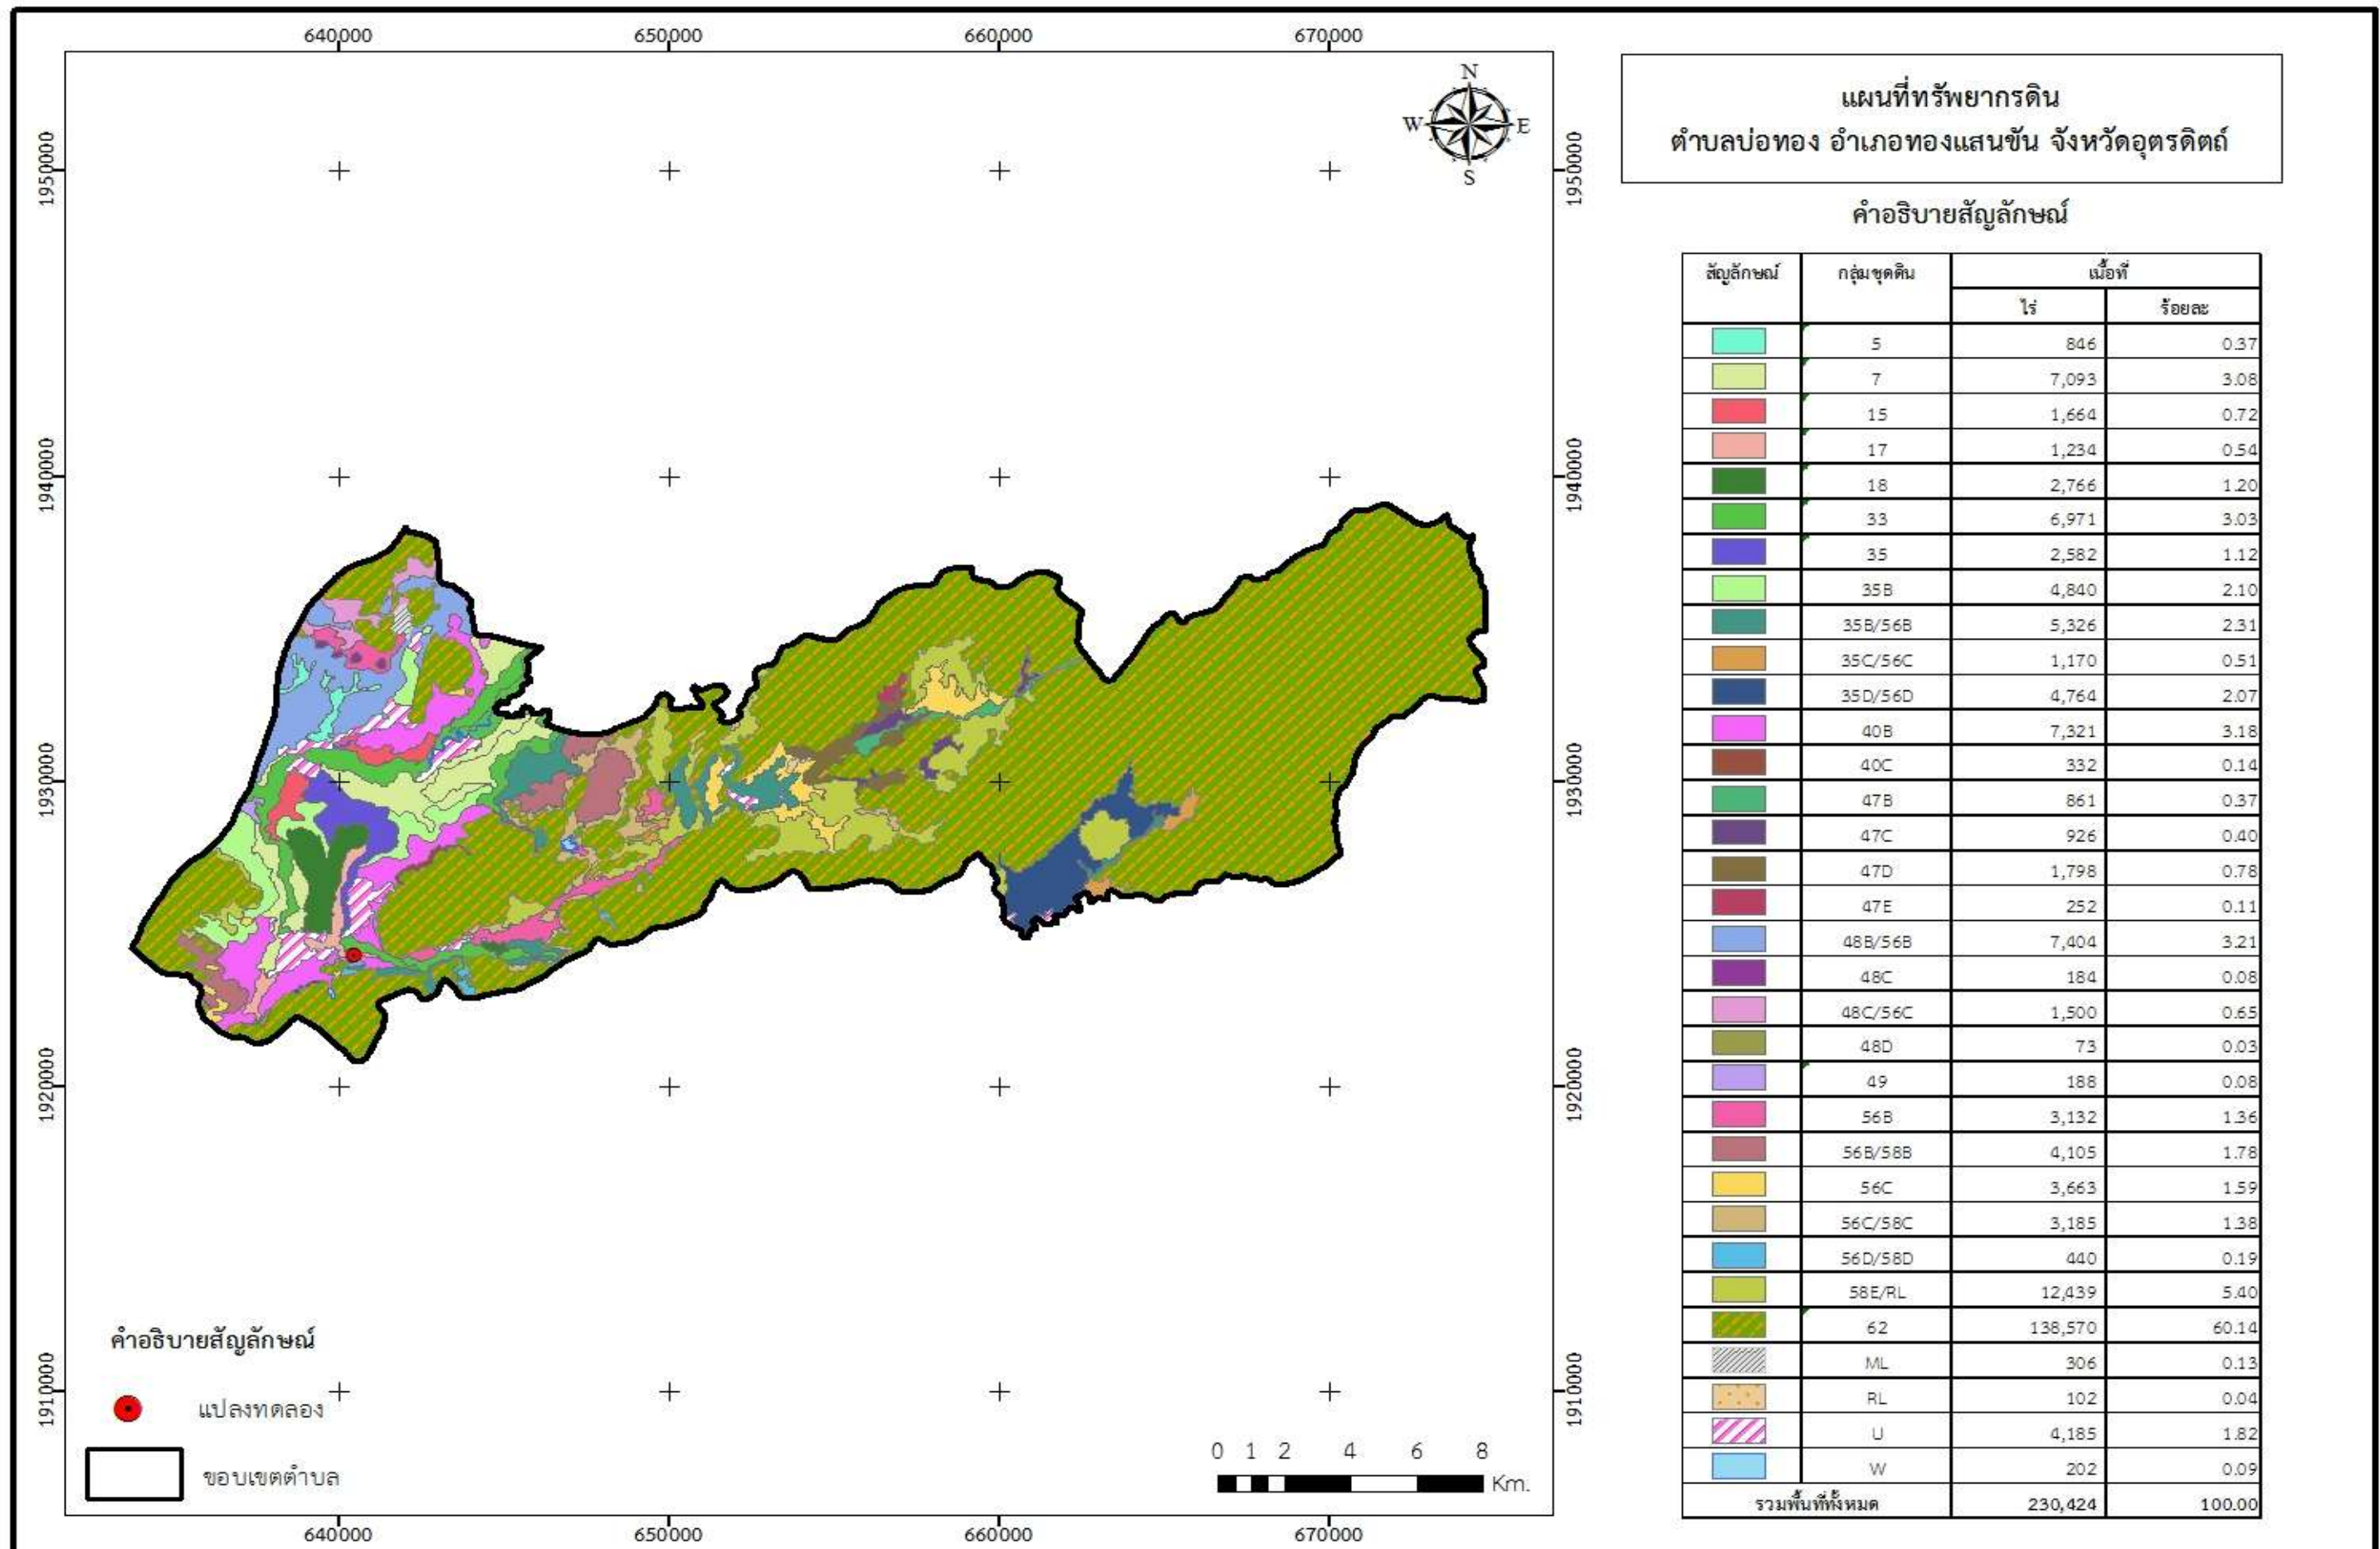 640000 650000 660000 670000
N
W E
S
1950000 1950000
1940000 1940000
1930000 1930000
1920000 1920000
1910000 1910000
คำอธิบายสัญลักษณ์
แปลงทดลอง
ขอบเขตตำบล
0 1 2 4 6 8
Km.
640000 650000 660000 670000
แผนที่ทรัพยากรดิน
ตำบลบ่อทอง อำเภอทองแสนขัน จังหวัดอุตรดิตถ์
คำอธิบายสัญลักษณ์
สัญลักษณ์ กลุ่มชุดดิน เนื้อที่
ไร่ ร้อยละ
5 846 0.37
7 7,093 3.08
15 1,664 0.72
17 1,234 0.54
18 2,766 1.20
33 6,971 3.03
35 2,582 1.12
35B 4,840 2.10
35B/56B 5,326 2.31
35C/56C 1,170 0.51
35D/56D 4,764 2.07
40B 7,321 3.18
40C 332 0.14
47B 861 0.37
47C 926 0.40
47D 1,798 0.78
47E 252 0.11
48B/56B 7,404 3.21
48C 184 0.08
48C/56C 1,500 0.65
48D 73 0.03
49 188 0.08
56B 3,132 1.36
56B/58B 4,105 1.78
56C 3,663 1.59
56C/58C 3,185 1.38
56D/58D 440 0.19
58E/RL 12,439 5.40
62 138,570 60.14
ML 306 0.13
RL 102 0.04
U 4,185 1.82
W 202 0.09
รวมพื้นที่ทั้งหมด 230,424 100.00